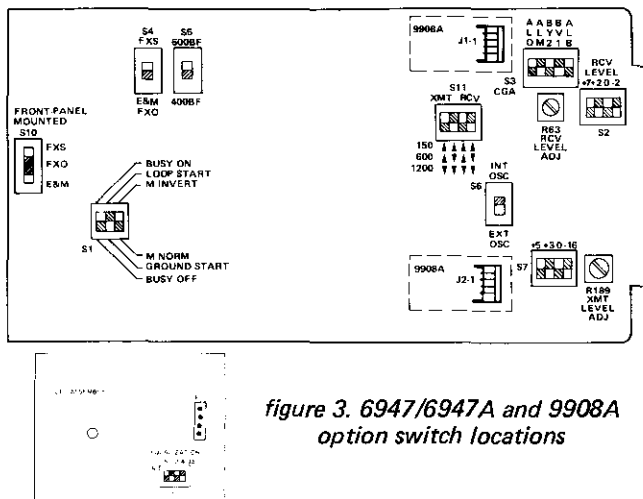 S4
FXS
S5
600BF
E&M
FXO
400BF
9908A
J1-1
A A B B A
L L Y V L
O M 2 1 B
S3
CGA
RCV
LEVEL
+7+2 0 -2
S2
R63
RCV
LEVEL
ADJ
S11
XMT RCV
150
600
1200
FRONT-PANEL
MOUNTED
S10
FXS
FXO
E&M
BUSY ON
LOOP START
M INVERT
S1
M NORM
GROUND START
BUSY OFF
INT
OSC
S6
EXT
OSC
9908A
J2-1
S7
+5+3 0 -16
R189
XMT
LEVEL
ADJ
figure 3. 6947/6947A and 9908A
option switch locations